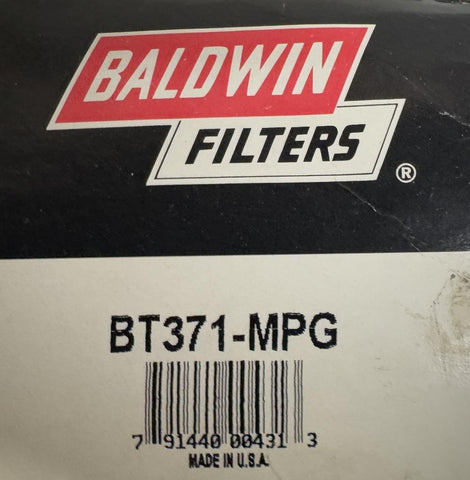 BALDWIN
FILTERS
®
BT371-MPG
7 91440 00431 3
MADE IN U.S.A.